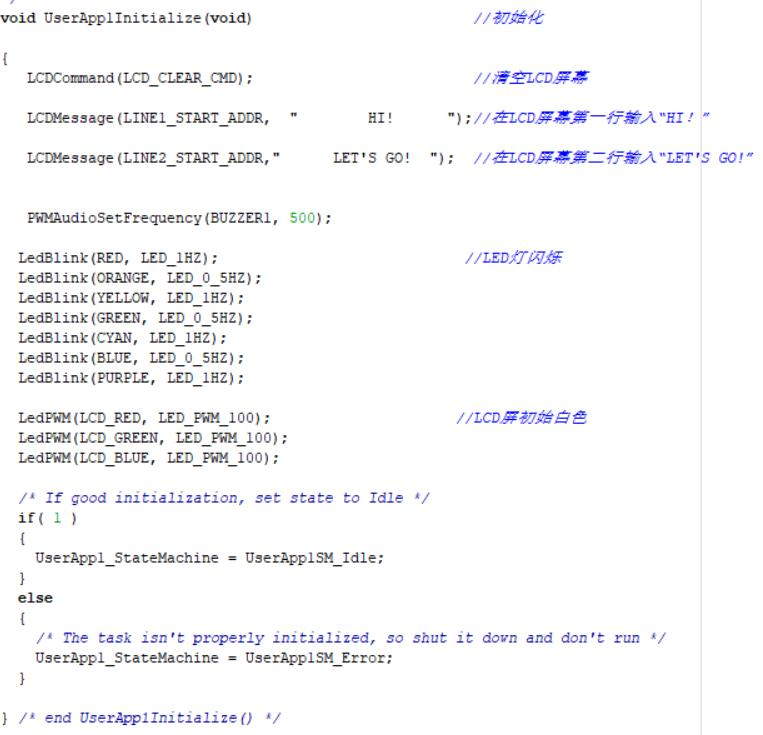 void UserApp1Initialize(void) //初始化
{
LCDCommand(LCD_CLEAR_CMD); //清空LCD屏幕
LCDMessage(LINE1_START_ADDR, " HI! ");//在LCD屏幕第一行输入“HI！”
LCDMessage(LINE2_START_ADDR," LET'S GO! "); //在LCD屏幕第二行输入“LET'S GO!”
PWMAudioSetFrequency(BUZZER1, 500);
LedBlink(RED, LED_1HZ); //LED灯闪烁
LedBlink(ORANGE, LED_0_5HZ);
LedBlink(YELLOW, LED_1HZ);
LedBlink(GREEN, LED_0_5HZ);
LedBlink(CYAN, LED_1HZ);
LedBlink(BLUE, LED_0_5HZ);
LedBlink(PURPLE, LED_1HZ);
LedPWM(LCD_RED, LED_PWM_100); //LCD屏初始白色
LedPWM(LCD_GREEN, LED_PWM_100);
LedPWM(LCD_BLUE, LED_PWM_100);
/* If good initialization, set state to Idle */
if( 1 )
{
UserApp1_StateMachine = UserApp1SM_Idle;
}
else
{
/* The task isn't properly initialized, so shut it down and don't run */
UserApp1_StateMachine = UserApp1SM_Error;
}
} /* end UserApp1Initialize() */